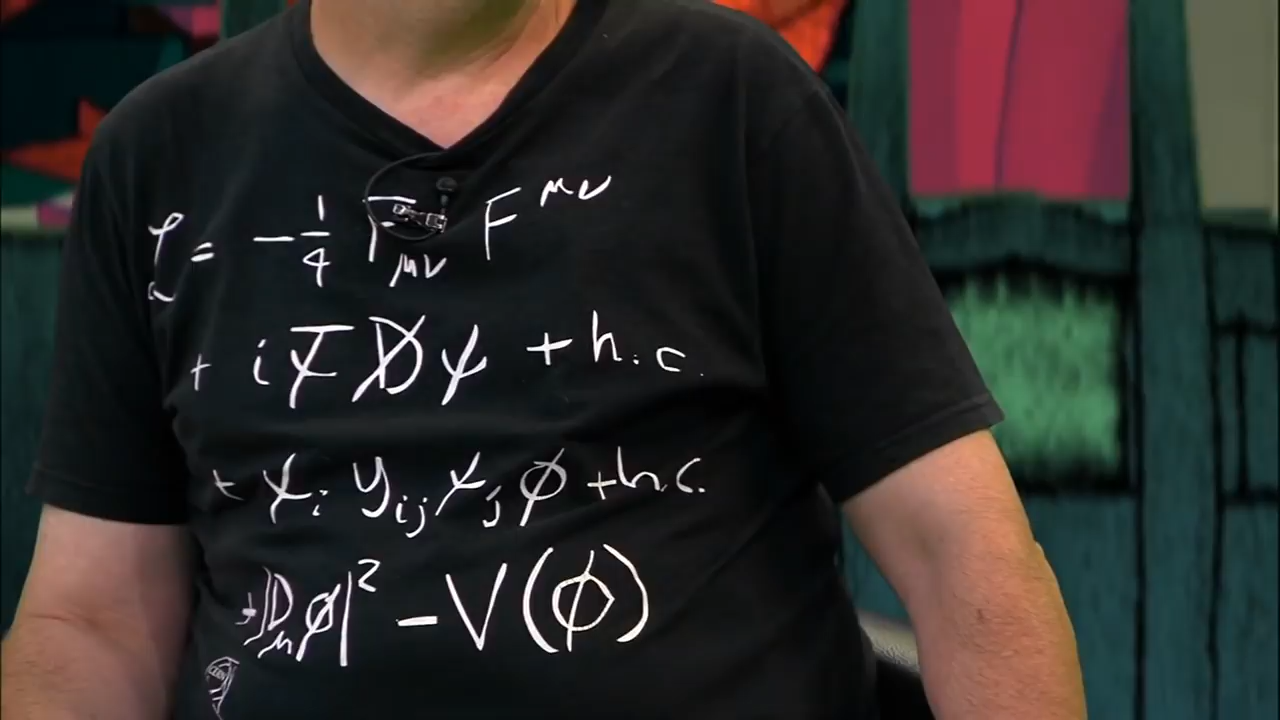 ℒ = -¼ F_μν F^μν
+ iψ̄D̸ψ + h.c.
+ ψ_i y_ij ψ_j φ + h.c.
+ |D_μ φ|² - V(φ)